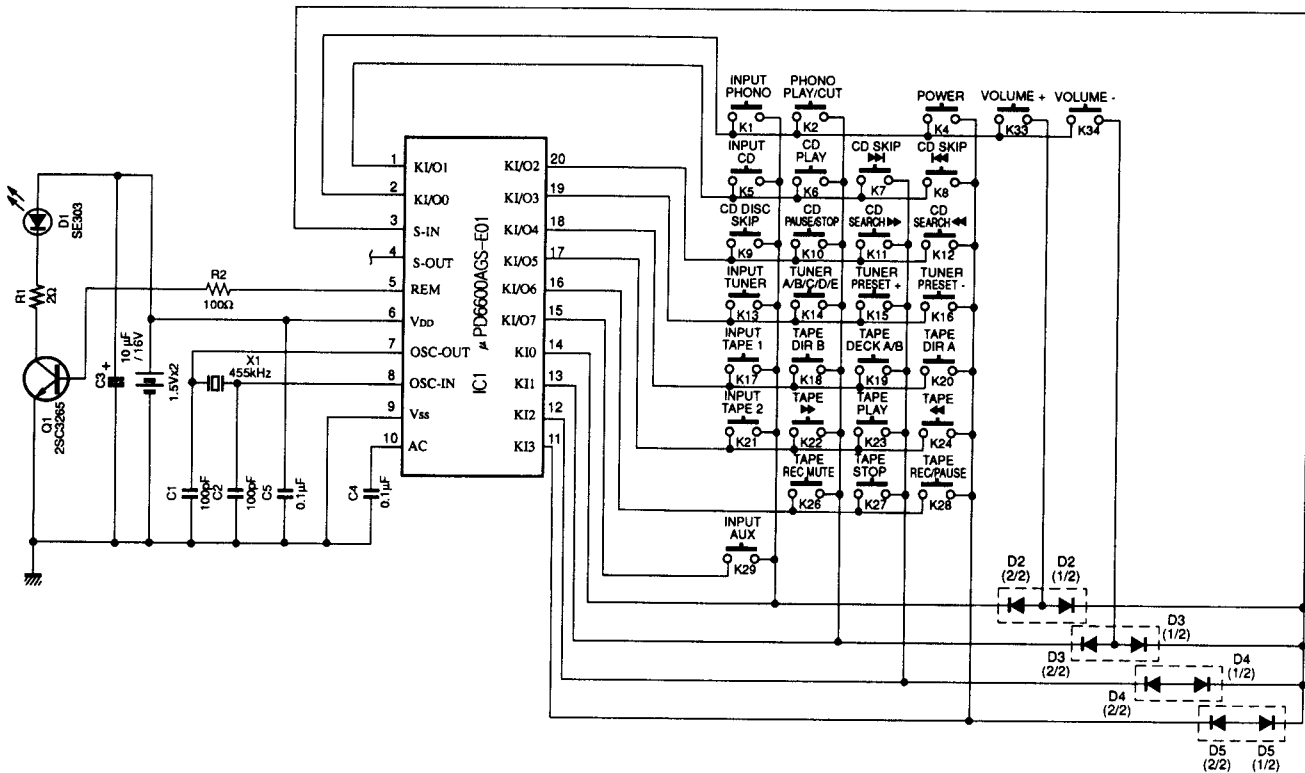 INPUT PHONO
PHONO PLAY/CUT
POWER
VOLUME +
VOLUME -
K1
K2
K4
K33
K34
INPUT CD
CD PLAY
CD SKIP ▶▶|
CD SKIP |◀◀
K5
K6
K7
K8
CD DISC SKIP
CD PAUSE/STOP
CD SEARCH ▶▶
CD SEARCH ◀◀
K9
K10
K11
K12
INPUT TUNER
TUNER A/B/C/D/E
TUNER PRESET +
TUNER PRESET -
K13
K14
K15
K16
INPUT TAPE 1
TAPE DIR B
TAPE DECK A/B
TAPE DIR A
K17
K18
K19
K20
INPUT TAPE 2
TAPE ▶▶
TAPE PLAY
TAPE ◀◀
K21
K22
K23
K24
TAPE REC MUTE
TAPE STOP
TAPE REC/PAUSE
K26
K27
K28
INPUT AUX
K29
1 KI/O1
2 KI/O0
3 S-IN
4 S-OUT
5 REM
6 VDD
7 OSC-OUT
8 OSC-IN
9 Vss
10 AC
IC1
μPD6600AGS-E01
KI/O2 20
KI/O3 19
KI/O4 18
KI/O5 17
KI/O6 16
KI/O7 15
KI0 14
KI1 13
KI2 12
KI3 11
D1
SE303
R1
2Ω
Q1
2SC3265
C3 +
10 μF
/ 16V
1.5Vx2
R2
100Ω
X1
455kHz
C1
100pF
C2
100pF
C5
0.1μF
C4
0.1μF
D2
(2/2)
D2
(1/2)
D3
(1/2)
D3
(2/2)
D4
(1/2)
D4
(2/2)
D5
(2/2)
D5
(1/2)